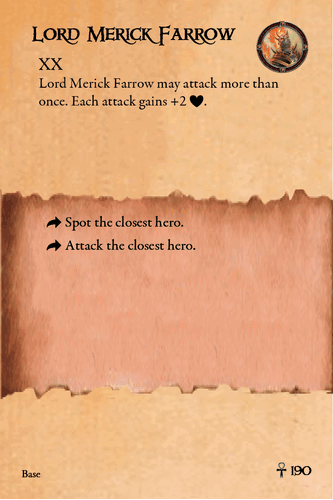 Lord Merick Farrow
XX
Lord Merick Farrow may attack more than
once. Each attack gains +2 ♥.
Spot the closest hero.
Attack the closest hero.
Base
190